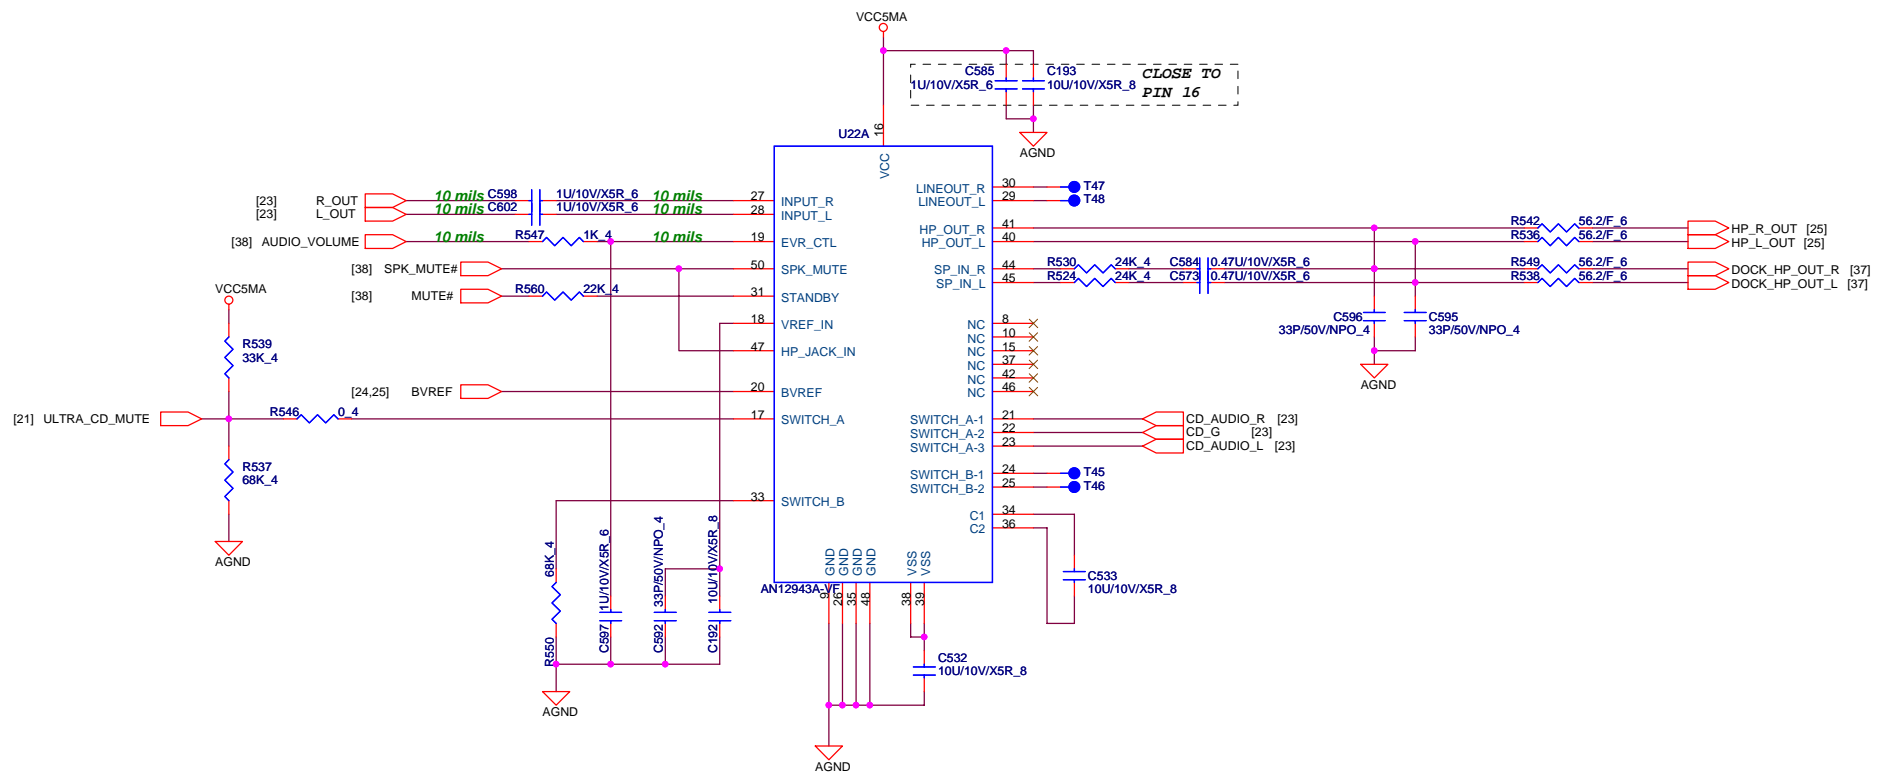 VCC5MA
C585
1U/10V/X5R_6
C193
10U/10V/X5R_8
CLOSE TO
PIN 16
AGND
U22A
16
VCC
[23] R_OUT 10 mils C598 1U/10V/X5R_6 10 mils 27 INPUT_R
[23] L_OUT 10 mils C602 1U/10V/X5R_6 10 mils 28 INPUT_L
[38] AUDIO_VOLUME 10 mils R547 1K_4 10 mils 19 EVR_CTL
[38] SPK_MUTE# 50 SPK_MUTE
[38] MUTE# R560 22K_4 31 STANDBY
18 VREF_IN
47 HP_JACK_IN
[24,25] BVREF 20 BVREF
VCC5MA
R539
33K_4
[21] ULTRA_CD_MUTE R546 0_4 17 SWITCH_A
R537
68K_4
AGND
33 SWITCH_B
68K_4
R550
1U/10V/X5R_6
C597
33P/50V/NPO_4
C592
10U/10V/X5R_8
C192
AGND
LINEOUT_R 30 T47
LINEOUT_L 29 T48
HP_OUT_R 41 R542 56.2/F_6 HP_R_OUT [25]
HP_OUT_L 40 R536 56.2/F_6 HP_L_OUT [25]
SP_IN_R 44 R530 24K_4 C584 0.47U/10V/X5R_6 R549 56.2/F_6 DOCK_HP_OUT_R [37]
SP_IN_L 45 R524 24K_4 C573 0.47U/10V/X5R_6 R538 56.2/F_6 DOCK_HP_OUT_L [37]
C596
33P/50V/NPO_4
C595
33P/50V/NPO_4
AGND
NC 8
NC 10
NC 15
NC 37
NC 42
NC 46
SWITCH_A-1 21 CD_AUDIO_R [23]
SWITCH_A-2 22 CD_G [23]
SWITCH_A-3 23 CD_AUDIO_L [23]
SWITCH_B-1 24 T45
SWITCH_B-2 25 T46
C1 34
C2 36
C533
10U/10V/X5R_8
GND GND GND GND VSS VSS
AN12943A-VF
9 26 35 48 38 39
C532
10U/10V/X5R_8
AGND